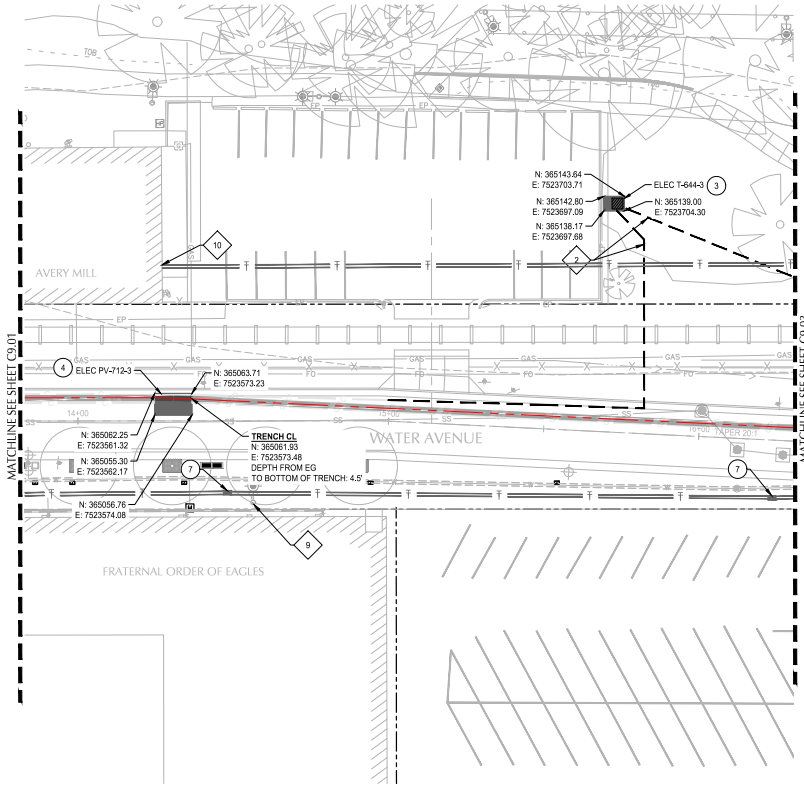 TOB
EP
EP
G
N: 365143.64
E: 7523703.71
ELEC T-644-3
3
N: 365142.80
E: 7523697.09
N: 365139.00
E: 7523704.30
N: 365138.17
E: 7523697.68
10
2
GAS
AVERY MILL
EP
EP
MATCHLINE SEE SHEET C9.01
GAS
GAS
GAS
GAS
4
ELEC PV-712-3
N: 365063.71
E: 7523573.23
FO
FO
FO
14+00
15+00
16+00
SS
SS
SS
SS
SS
TAPER 20:1
N: 365062.25
E: 7523561.32
TRENCH CL
N: 365061.93
E: 7523573.48
DEPTH FROM EG
TO BOTTOM OF TRENCH: 4.5'
WATER AVENUE
N: 365055.30
E: 7523562.17
7
7
N: 365056.76
E: 7523574.08
E
9
FRATERNAL ORDER OF EAGLES